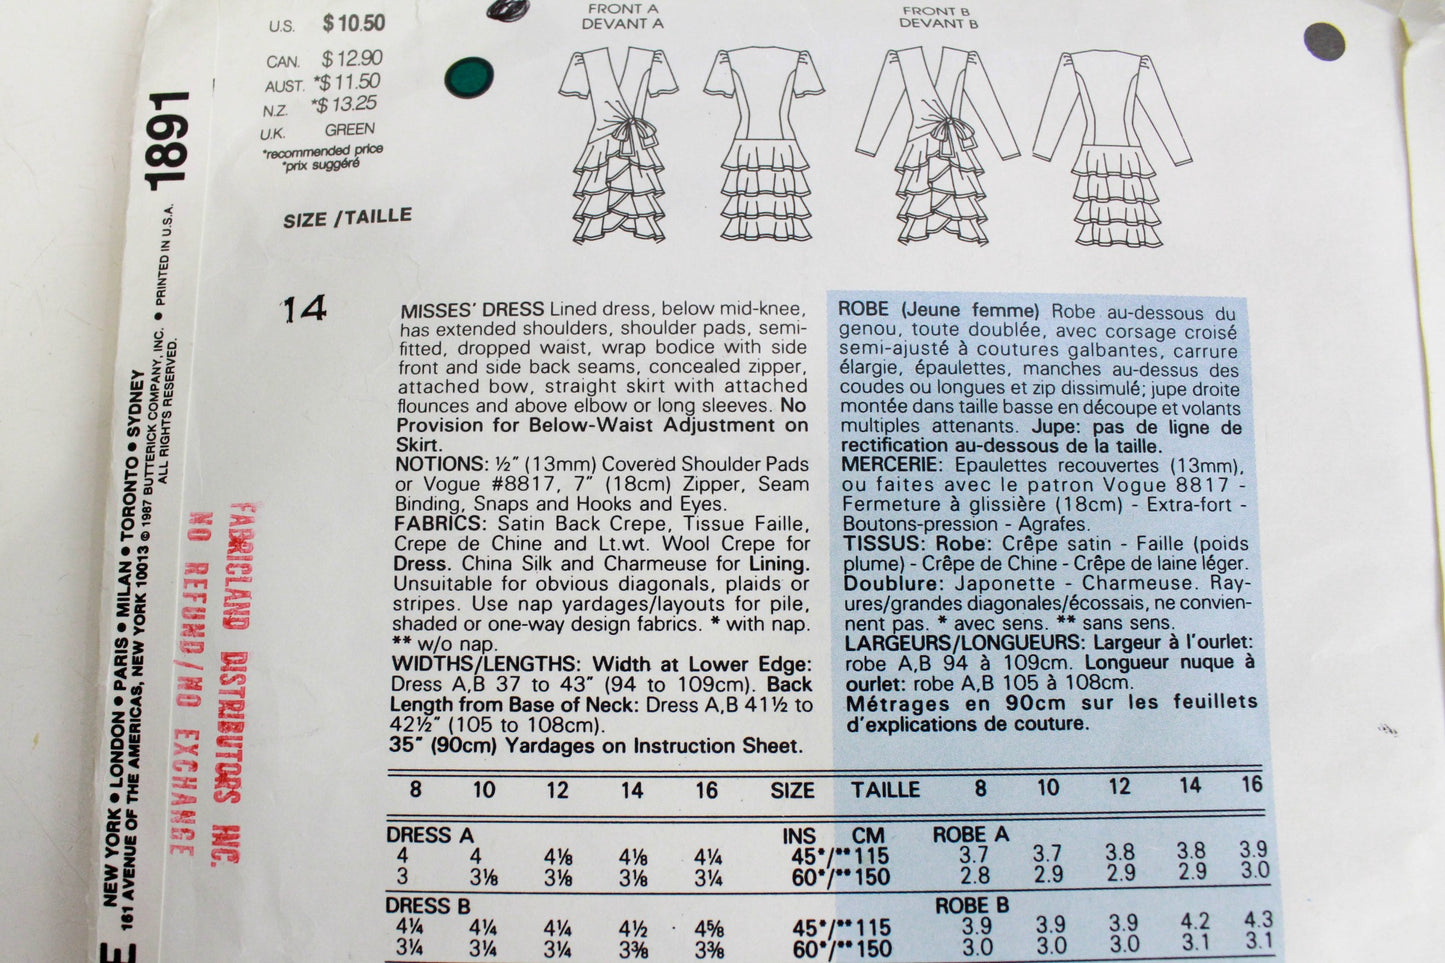 U.S. $10.50
CAN. $12.90
AUST. *$11.50
N.Z. *$13.25
U.K. GREEN
*recommended price
*prix suggéré
SIZE /TAILLE
14
FRONT A
DEVANT A
FRONT B
DEVANT B
1891
• PRINTED IN U.S.A.
NEW YORK • LONDON • PARIS • MILAN • TORONTO • SYDNEY
161 AVENUE OF THE AMERICAS, NEW YORK 10013 © 1987 BUTTERICK COMPANY, INC.
ALL RIGHTS RESERVED.
FABRICLAND DISTRIBUTORS INC.
NO REFUND/NO EXCHANGE
MISSES' DRESS Lined dress, below mid-knee,
has extended shoulders, shoulder pads, semi-
fitted, dropped waist, wrap bodice with side
front and side back seams, concealed zipper,
attached bow, straight skirt with attached
flounces and above elbow or long sleeves. No
Provision for Below-Waist Adjustment on
Skirt.
NOTIONS: ½" (13mm) Covered Shoulder Pads
or Vogue #8817, 7" (18cm) Zipper, Seam
Binding, Snaps and Hooks and Eyes.
FABRICS: Satin Back Crepe, Tissue Faille,
Crepe de Chine and Lt.wt. Wool Crepe for
Dress. China Silk and Charmeuse for Lining.
Unsuitable for obvious diagonals, plaids or
stripes. Use nap yardages/layouts for pile,
shaded or one-way design fabrics. * with nap.
** w/o nap.
WIDTHS/LENGTHS: Width at Lower Edge:
Dress A,B 37 to 43" (94 to 109cm). Back
Length from Base of Neck: Dress A,B 41½ to
42½" (105 to 108cm).
35" (90cm) Yardages on Instruction Sheet.
ROBE (Jeune femme) Robe au-dessous du
genou, toute doublée, avec corsage croisé
semi-ajusté à coutures galbantes, carrure
élargie, épaulettes, manches au-dessus des
coudes ou longues et zip dissimulé; jupe droite
montée dans taille basse en découpe et volants
multiples attenants. Jupe: pas de ligne de
rectification au-dessous de la taille.
MERCERIE: Epaulettes recouvertes (13mm),
ou faites avec le patron Vogue 8817 -
Fermeture à glissière (18cm) - Extra-fort -
Boutons-pression - Agrafes.
TISSUS: Robe: Crêpe satin - Faille (poids
plume) - Crêpe de Chine - Crêpe de laine léger.
Doublure: Japonette - Charmeuse. Ray-
ures/grandes diagonales/écossais, ne convien-
nent pas. * avec sens. ** sans sens.
LARGEURS/LONGUEURS: Largeur à l'ourlet:
robe A,B 94 à 109cm. Longueur nuque à
ourlet: robe A,B 105 à 108cm.
Métrages en 90cm sur les feuillets
d'explications de couture.
8 10 12 14 16 SIZE TAILLE 8 10 12 14 16
DRESS A INS CM ROBE A
4 4 4⅛ 4⅛ 4¼ 45*/**115 3.7 3.7 3.8 3.8 3.9
3 3⅛ 3⅛ 3⅛ 3¼ 60*/**150 2.8 2.9 2.9 2.9 3.0
DRESS B ROBE B
4¼ 4¼ 4¼ 4½ 4⅝ 45*/**115 3.9 3.9 3.9 4.2 4.3
3¼ 3¼ 3¼ 3⅜ 3⅜ 60*/**150 3.0 3.0 3.0 3.1 3.1